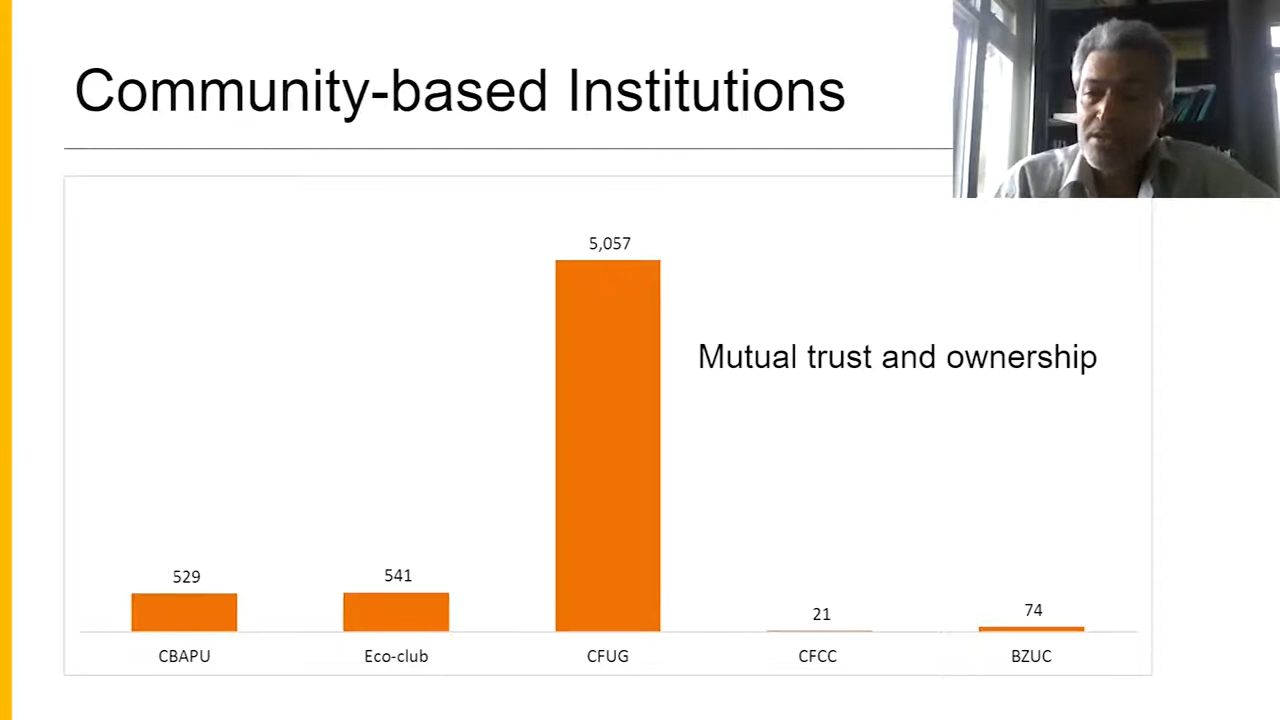 Community-based Institutions
5,057
Mutual trust and ownership
529
541
21
74
CBAPU
Eco-club
CFUG
CFCC
BZUC